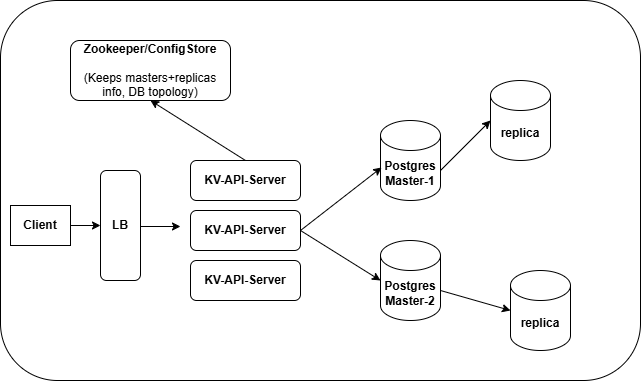 Zookeeper/ConfigStore
(Keeps masters+replicas
info, DB topology)
replica
Postgres
Master-1
KV-API-Server
Client
LB
KV-API-Server
KV-API-Server
Postgres
Master-2
replica